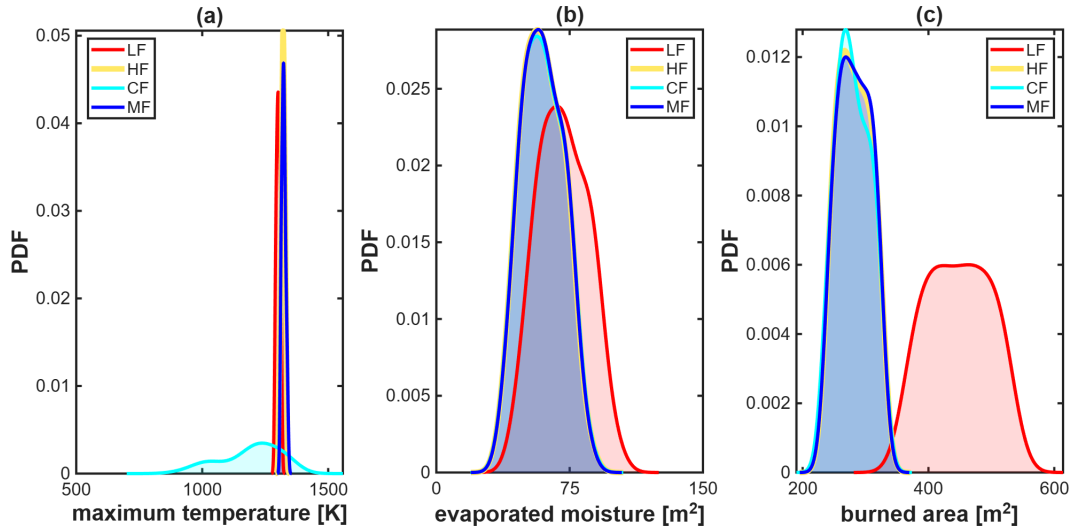 (a)
PDF
0.05
0.04
0.03
0.02
0.01
0
500
1000
1500
maximum temperature [K]
LF
HF
CF
MF
(b)
PDF
0.025
0.02
0.015
0.01
0.005
0
0
75
150
evaporated moisture [m²]
LF
HF
CF
MF
(c)
PDF
0.012
0.01
0.008
0.006
0.004
0.002
0
200
400
600
burned area [m²]
LF
HF
CF
MF